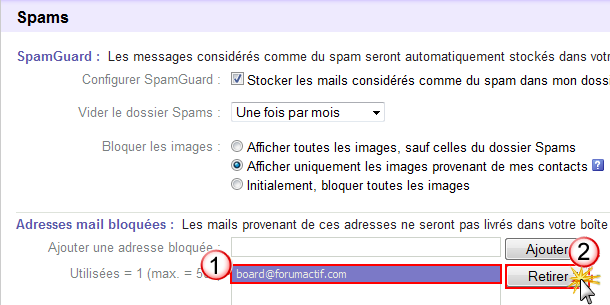 Spams
SpamGuard : Les messages considérés comme du spam seront automatiquement stockés dans
Configurer SpamGuard : Stocker les mails considérés comme du spam dans mon
Vider le dossier Spams : Une fois par mois
Bloquer les images : Afficher toutes les images, sauf celles du dossier Spams
Afficher uniquement les images provenant de mes contacts ?
Initialement, bloquer toutes les images
Adresses mail bloquées : Les mails provenant de ces adresses ne seront pas livrés dans votre boîte
Ajouter une adresse bloquée : Ajouter 2
Utilisées = 1 (max. = 1 board@forumactif.com Retirer